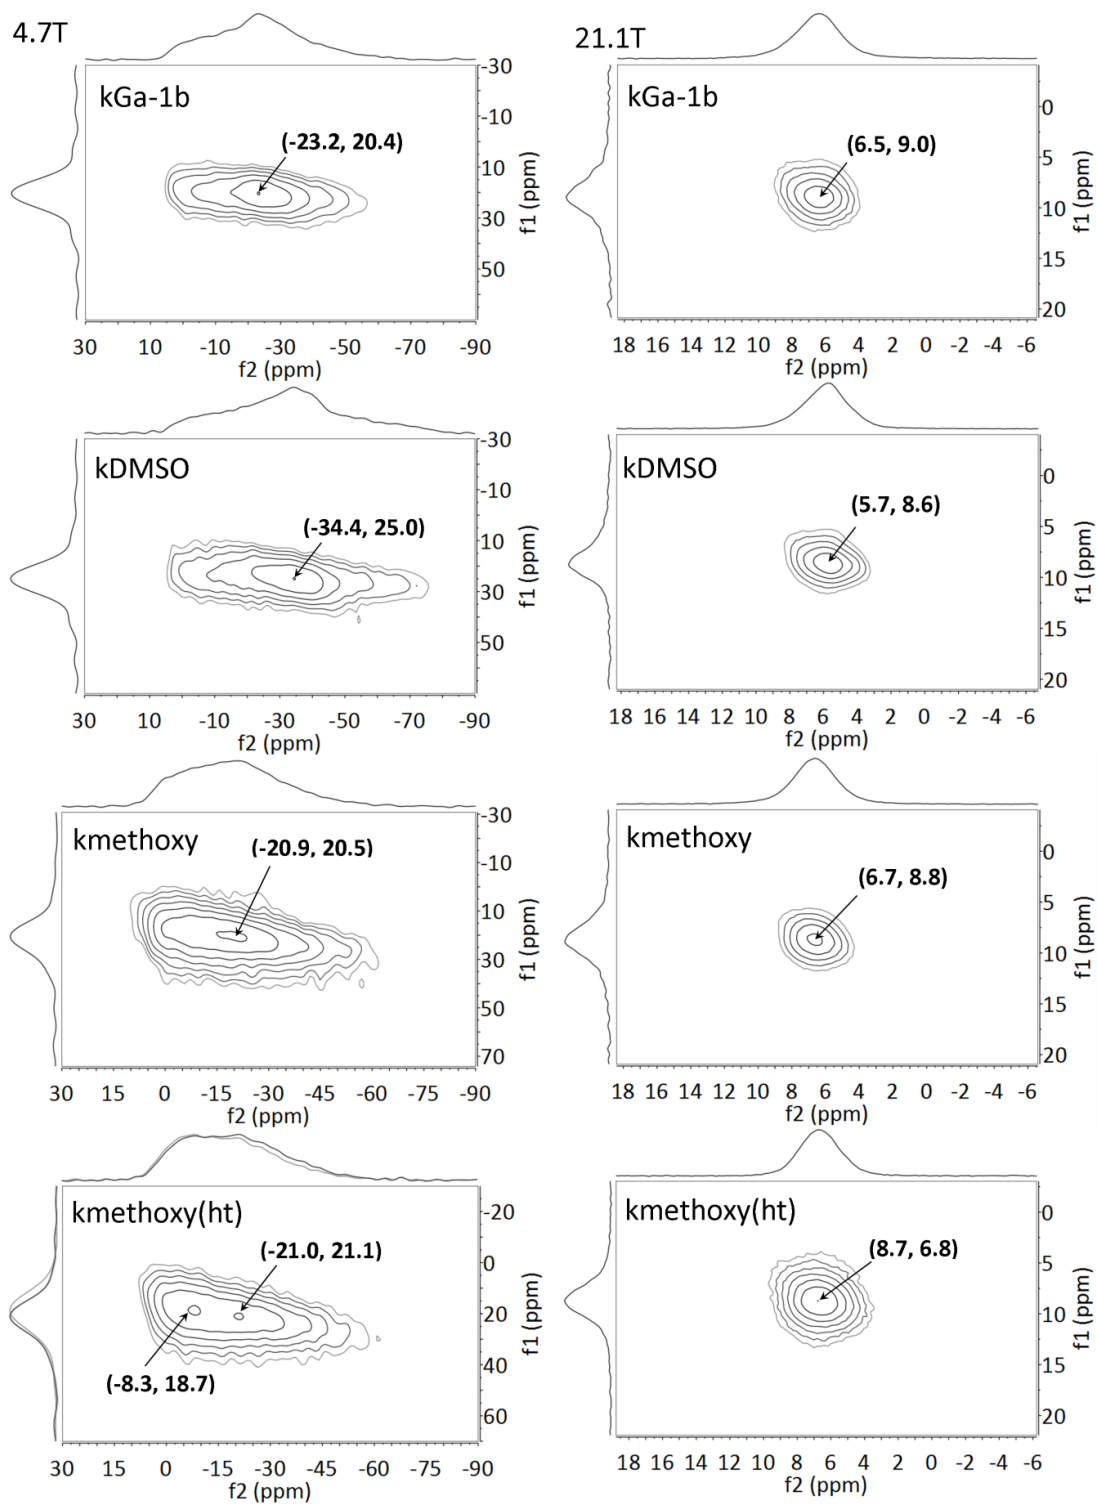 4.7T
kGa-1b
(-23.2, 20.4)
-30
-10
10
30
50
f1 (ppm)
30 10 -10 -30 -50 -70 -90
f2 (ppm)
21.1T
kGa-1b
(6.5, 9.0)
0
5
10
15
20
f1 (ppm)
18 16 14 12 10 8 6 4 2 0 -2 -4 -6
f2 (ppm)
kDMSO
(-34.4, 25.0)
-30
-10
10
30
50
f1 (ppm)
30 10 -10 -30 -50 -70 -90
f2 (ppm)
kDMSO
(5.7, 8.6)
0
5
10
15
20
f1 (ppm)
18 16 14 12 10 8 6 4 2 0 -2 -4 -6
f2 (ppm)
kmethoxy
(-20.9, 20.5)
-30
-10
10
30
50
70
f1 (ppm)
30 15 0 -15 -30 -45 -60 -75 -90
f2 (ppm)
kmethoxy
(6.7, 8.8)
0
5
10
15
20
f1 (ppm)
18 16 14 12 10 8 6 4 2 0 -2 -4 -6
f2 (ppm)
kmethoxy(ht)
(-21.0, 21.1)
(-8.3, 18.7)
-20
0
20
40
60
f1 (ppm)
30 15 0 -15 -30 -45 -60 -75 -90
f2 (ppm)
kmethoxy(ht)
(8.7, 6.8)
0
5
10
15
20
f1 (ppm)
18 16 14 12 10 8 6 4 2 0 -2 -4 -6
f2 (ppm)